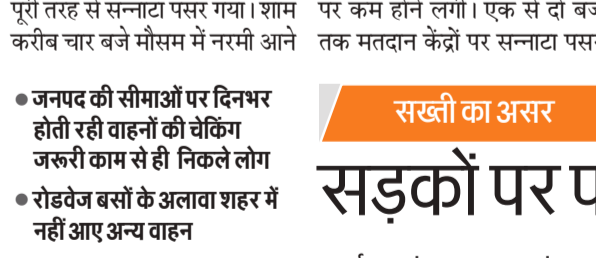 पूरी तरह से सन्नाटा पसर गया। शाम
करीब चार बजे मौसम में नरमी आने
पर कम होने लगी। एक से दो बजे
तक मतदान केंद्रों पर सन्नाटा
जनपद की सीमाओं पर दिनभर
होती रही वाहनों की चेकिंग
जरूरी काम से ही निकले लोग
रोडवेज बसों के अलावा शहर में
नहीं आए अन्य वाहन
सख्ती का असर
सड़कों पर